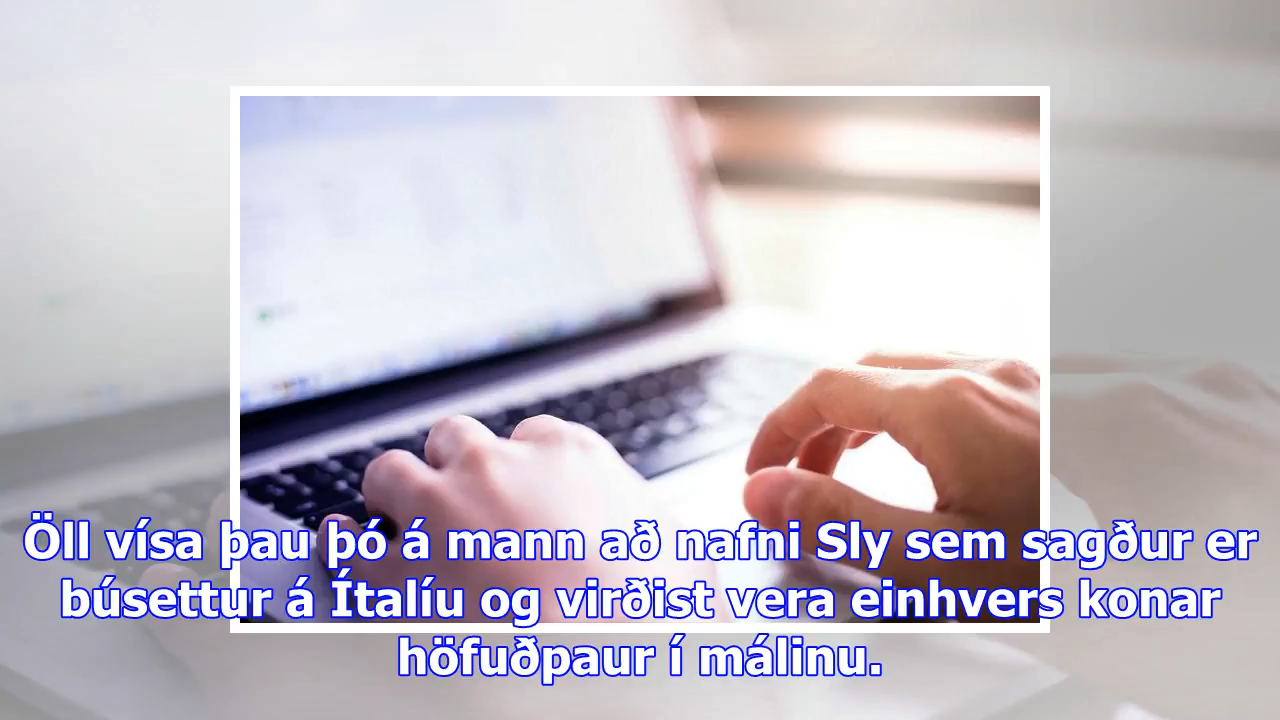 Öll vísa þau þó á mann að nafni Sly sem sagður er
búsettur á Ítalíu og virðist vera einhvers konar
höfuðpaur í málinu.